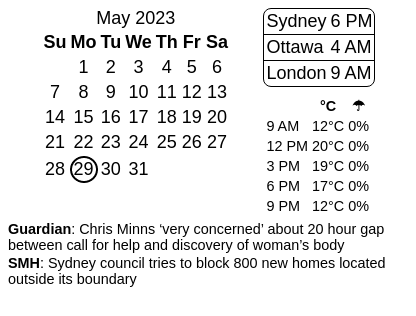 May 2023
Su Mo Tu We Th Fr Sa
1 2 3 4 5 6
7 8 9 10 11 12 13
14 15 16 17 18 19 20
21 22 23 24 25 26 27
28 29 30 31
Sydney 6 PM
Ottawa 4 AM
London 9 AM
°C ☂
9 AM 12°C 0%
12 PM 20°C 0%
3 PM 19°C 0%
6 PM 17°C 0%
9 PM 12°C 0%
Guardian: Chris Minns ‘very concerned’ about 20 hour gap
between call for help and discovery of woman’s body
SMH: Sydney council tries to block 800 new homes located
outside its boundary